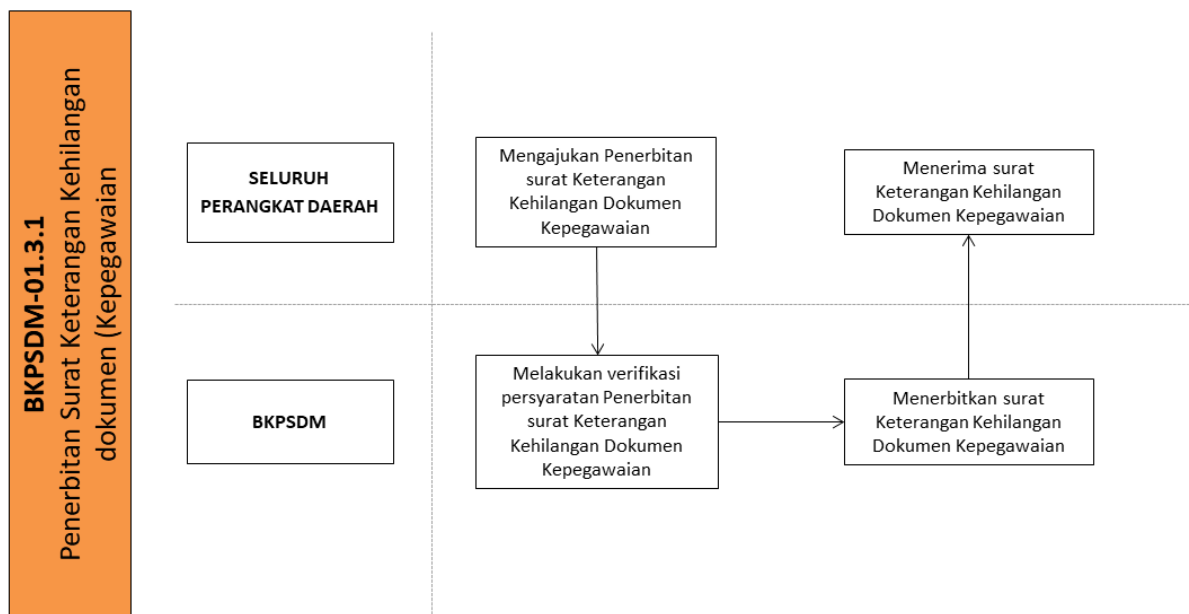 BKPSDM-01.3.1
Penerbitan Surat Keterangan Kehilangan
dokumen (Kepegawaian
SELURUH
PERANGKAT DAERAH
Mengajukan Penerbitan
surat Keterangan
Kehilangan Dokumen
Kepegawaian
Menerima surat
Keterangan Kehilangan
Dokumen Kepegawaian
BKPSDM
Melakukan verifikasi
persyaratan Penerbitan
surat Keterangan
Kehilangan Dokumen
Kepegawaian
Menerbitkan surat
Keterangan Kehilangan
Dokumen Kepegawaian